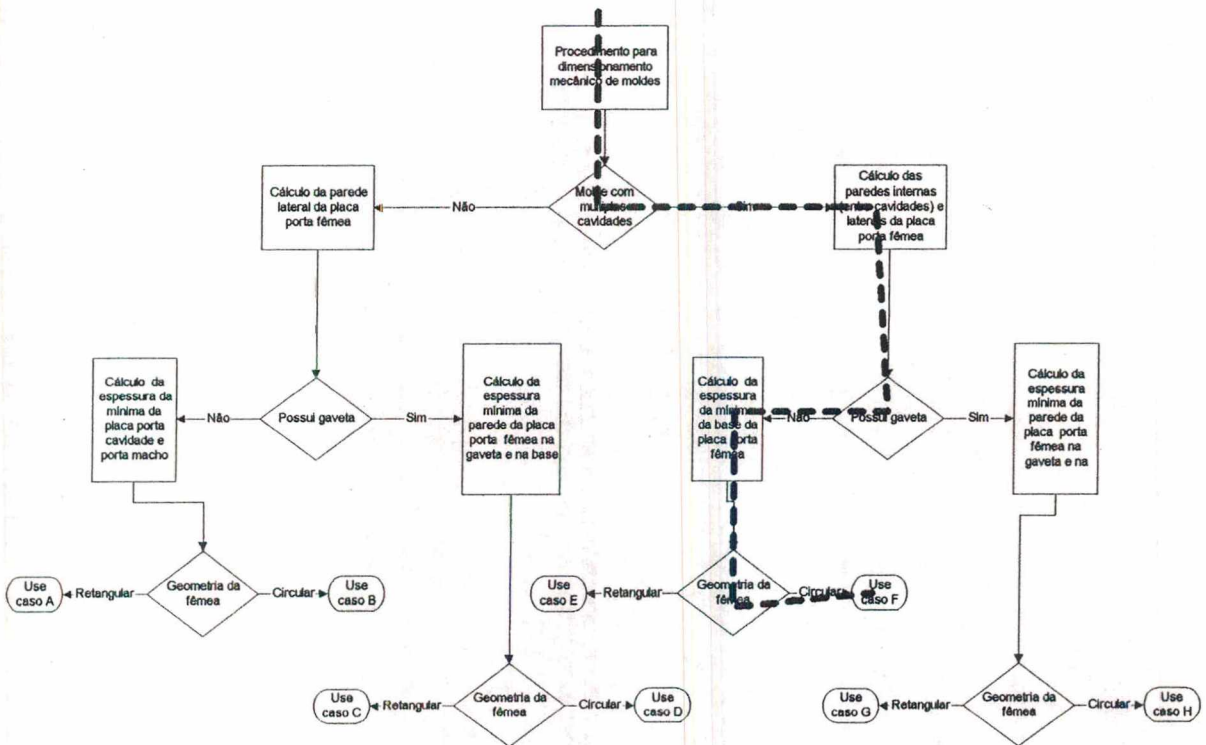 Procedimento para
dimensionamento
mecânico de moldes
Cálculo da parede
lateral da placa
porta fêmea
Não
Molde com
multiplas
cavidades
Sim
Cálculo das
paredes internas
(entre cavidades) e
laterais da placa
porta fêmea
Cálculo da
espessura da
mínima da
placa porta
cavidade e
porta macho
Não
Possui gaveta
Sim
Cálculo da
espessura
mínima da
parede da placa
porta fêmea na
gaveta e na base
Cálculo da
espessura
da mínima
da base da
placa porta
fêmea
Não
Possui gaveta
Sim
Cálculo da
espessura
mínima da
parede da
placa porta
fêmea na
gaveta e na
Use
caso A
Retangular
Geometria da
fêmea
Circular
Use
caso B
Use
caso E
Retangular
Geometria da
fêmea
Circular
Use
caso F
Use
caso C
Retangular
Geometria da
fêmea
Circular
Use
caso D
Use
caso G
Retangular
Geometria da
fêmea
Circular
Use
caso H